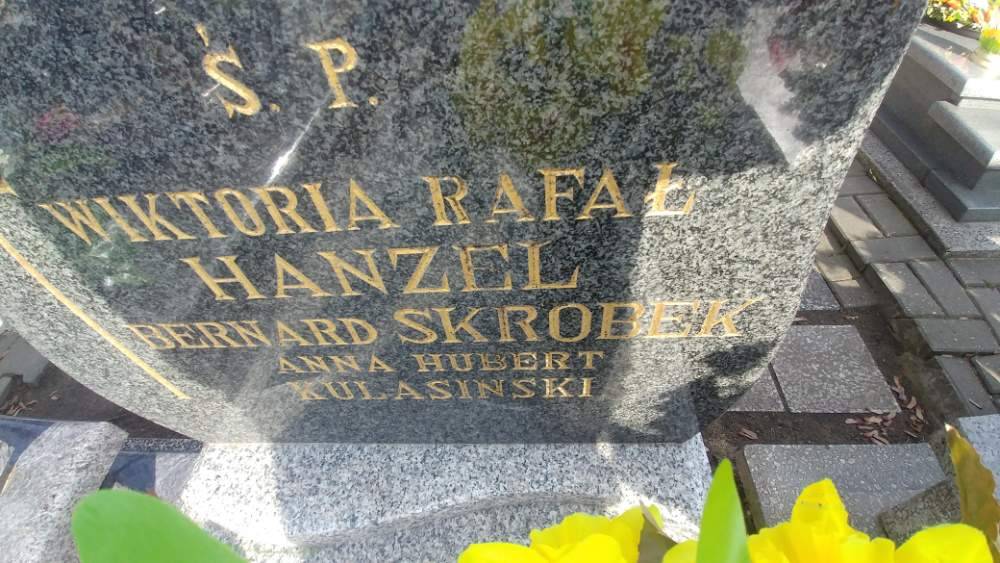 Ś. P.
WIKTORIA RAFAŁ
HANZEL
BERNARD SKROBEK
ANNA HUBERT
KULASINSKI